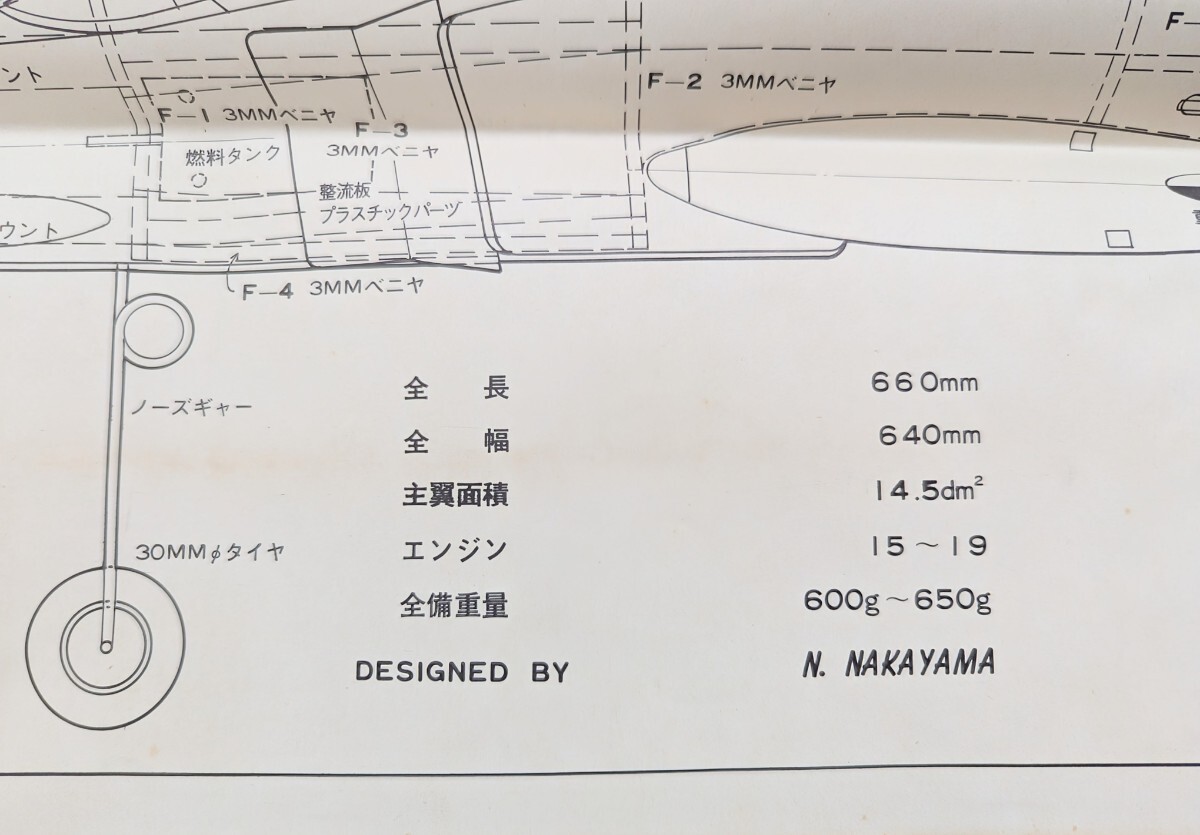 ント
F-
F-2 3MMベニヤ
F-1 3MMベニヤ
F-3
3MMベニヤ
燃料タンク
整流板
プラスチックパーツ
ウント
F-4 3MMベニヤ
ノーズギャー
30MMφタイヤ
全長 660mm
全幅 640mm
主翼面積 14.5dm²
エンジン 15~19
全備重量 600g~650g
DESIGNED BY N. NAKAYAMA